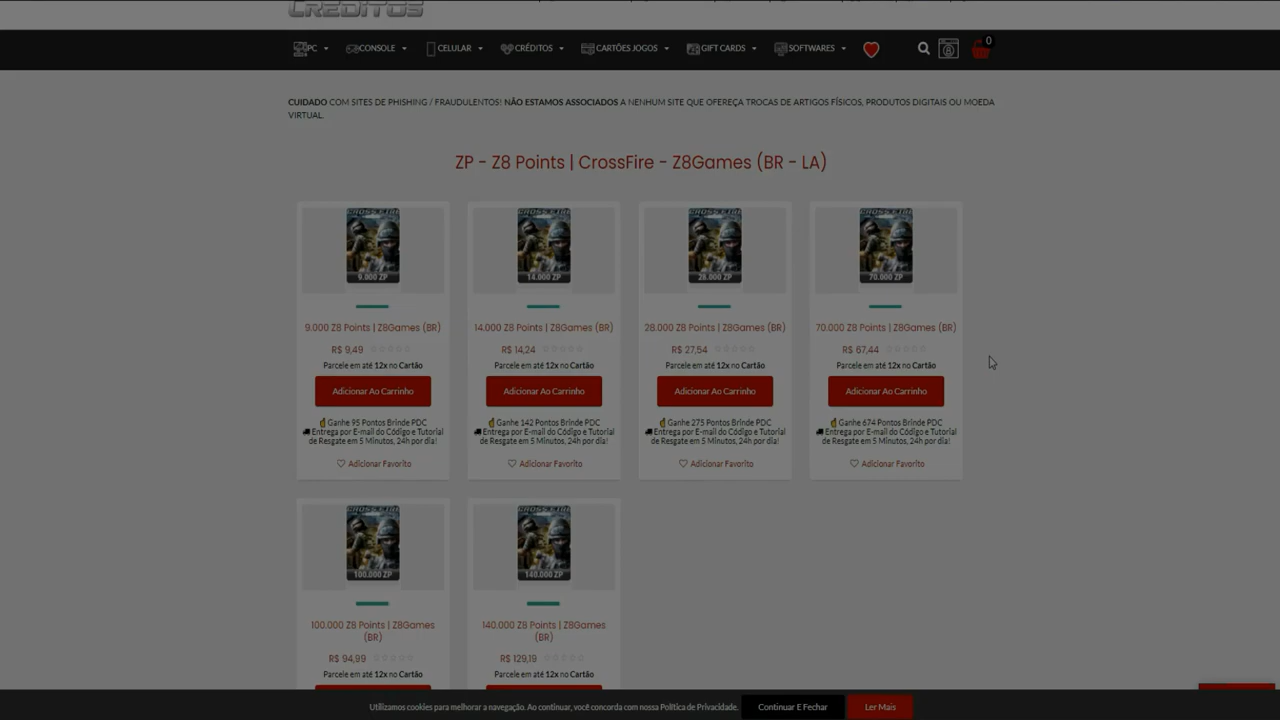 CREDITOS
PC CONSOLE CELULAR CRÉDITOS CARTÕES JOGOS GIFT CARDS SOFTWARES 0
CUIDADO COM SITES DE PHISHING / FRAUDULENTOS! NÃO ESTAMOS ASSOCIADOS A NENHUM SITE QUE OFEREÇA TROCAS DE ARTIGOS FÍSICOS, PRODUTOS DIGITAIS OU MOEDA
VIRTUAL.
ZP - Z8 Points | CrossFire - Z8Games (BR - LA)
9.000 ZP
9.000 Z8 Points | Z8Games (BR)
R$ 9,49
Parcele em até 12x no Cartão
Adicionar Ao Carrinho
Ganhe 95 Pontos Brinde PDC
Entrega por E-mail do Código e Tutorial
de Resgate em 5 Minutos, 24h por dia!
Adicionar Favorito
14.000 ZP
14.000 Z8 Points | Z8Games (BR)
R$ 14,24
Parcele em até 12x no Cartão
Adicionar Ao Carrinho
Ganhe 142 Pontos Brinde PDC
Entrega por E-mail do Código e Tutorial
de Resgate em 5 Minutos, 24h por dia!
Adicionar Favorito
28.000 ZP
28.000 Z8 Points | Z8Games (BR)
R$ 27,54
Parcele em até 12x no Cartão
Adicionar Ao Carrinho
Ganhe 275 Pontos Brinde PDC
Entrega por E-mail do Código e Tutorial
de Resgate em 5 Minutos, 24h por dia!
Adicionar Favorito
70.000 ZP
70.000 Z8 Points | Z8Games (BR)
R$ 67,44
Parcele em até 12x no Cartão
Adicionar Ao Carrinho
Ganhe 674 Pontos Brinde PDC
Entrega por E-mail do Código e Tutorial
de Resgate em 5 Minutos, 24h por dia!
Adicionar Favorito
100.000 ZP
100.000 Z8 Points | Z8Games
(BR)
R$ 94,99
Parcele em até 12x no Cartão
140.000 ZP
140.000 Z8 Points | Z8Games
(BR)
R$ 129,19
Parcele em até 12x no Cartão
Utilizamos cookies para melhorar a navegação. Ao continuar, você concorda com nossa Política de Privacidade. Continuar E Fechar Ler Mais